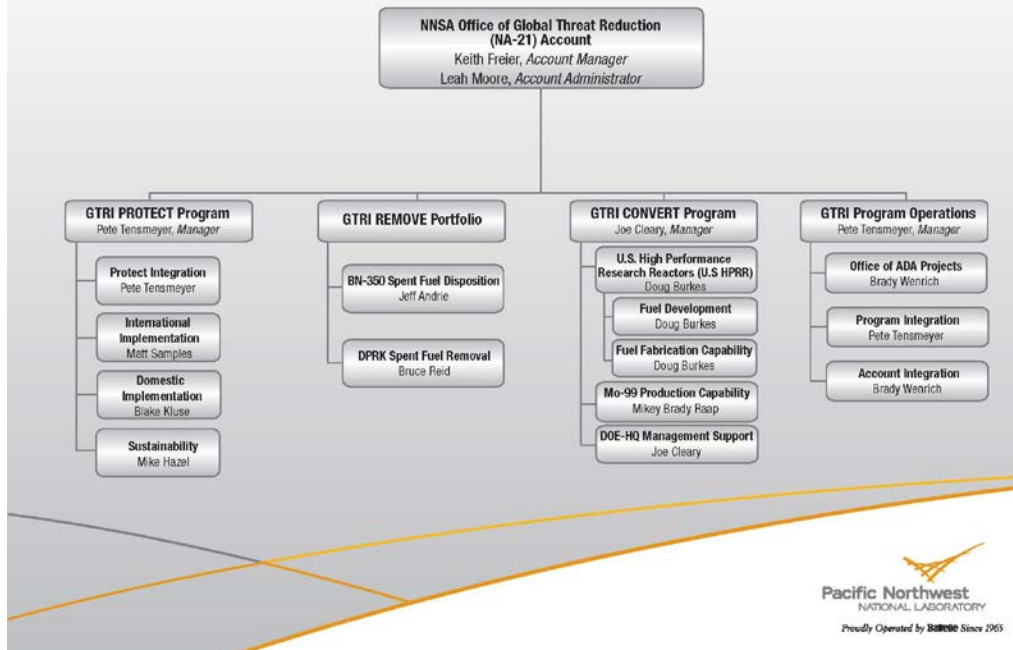 NNSA Office of Global Threat Reduction
(NA-21) Account
Keith Freier, Account Manager
Leah Moore, Account Administrator
GTRI PROTECT Program
Pete Tensmeyer, Manager
Protect Integration
Pete Tensmeyer
International
Implementation
Matt Samples
Domestic
Implementation
Blake Kluse
Sustainability
Mike Hazel
GTRI REMOVE Portfolio
BN-350 Spent Fuel Disposition
Jeff Andrie
DPRK Spent Fuel Removal
Bruce Reid
GTRI CONVERT Program
Joe Cleary, Manager
U.S. High Performance
Research Reactors (U.S HPRR)
Doug Burkes
Fuel Development
Doug Burkes
Fuel Fabrication Capability
Doug Burkes
Mo-99 Production Capability
Mikey Brady Raap
DOE-HQ Management Support
Joe Cleary
GTRI Program Operations
Pete Tensmeyer, Manager
Office of ADA Projects
Brady Wenrich
Program Integration
Pete Tensmeyer
Account Integration
Brady Wenrich
Pacific Northwest
NATIONAL LABORATORY
Proudly Operated by Battelle Since 1965